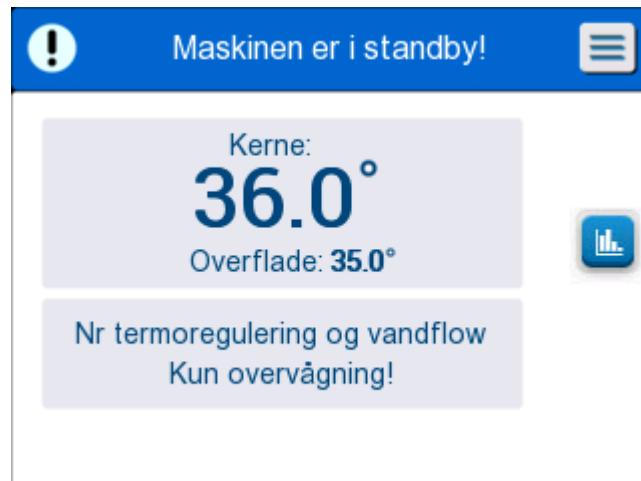 Maskinen er i standby!
Kerne:
36.0°
Overflade: 35.0°
Nr termoregulering og vandflow
Kun overvågning!